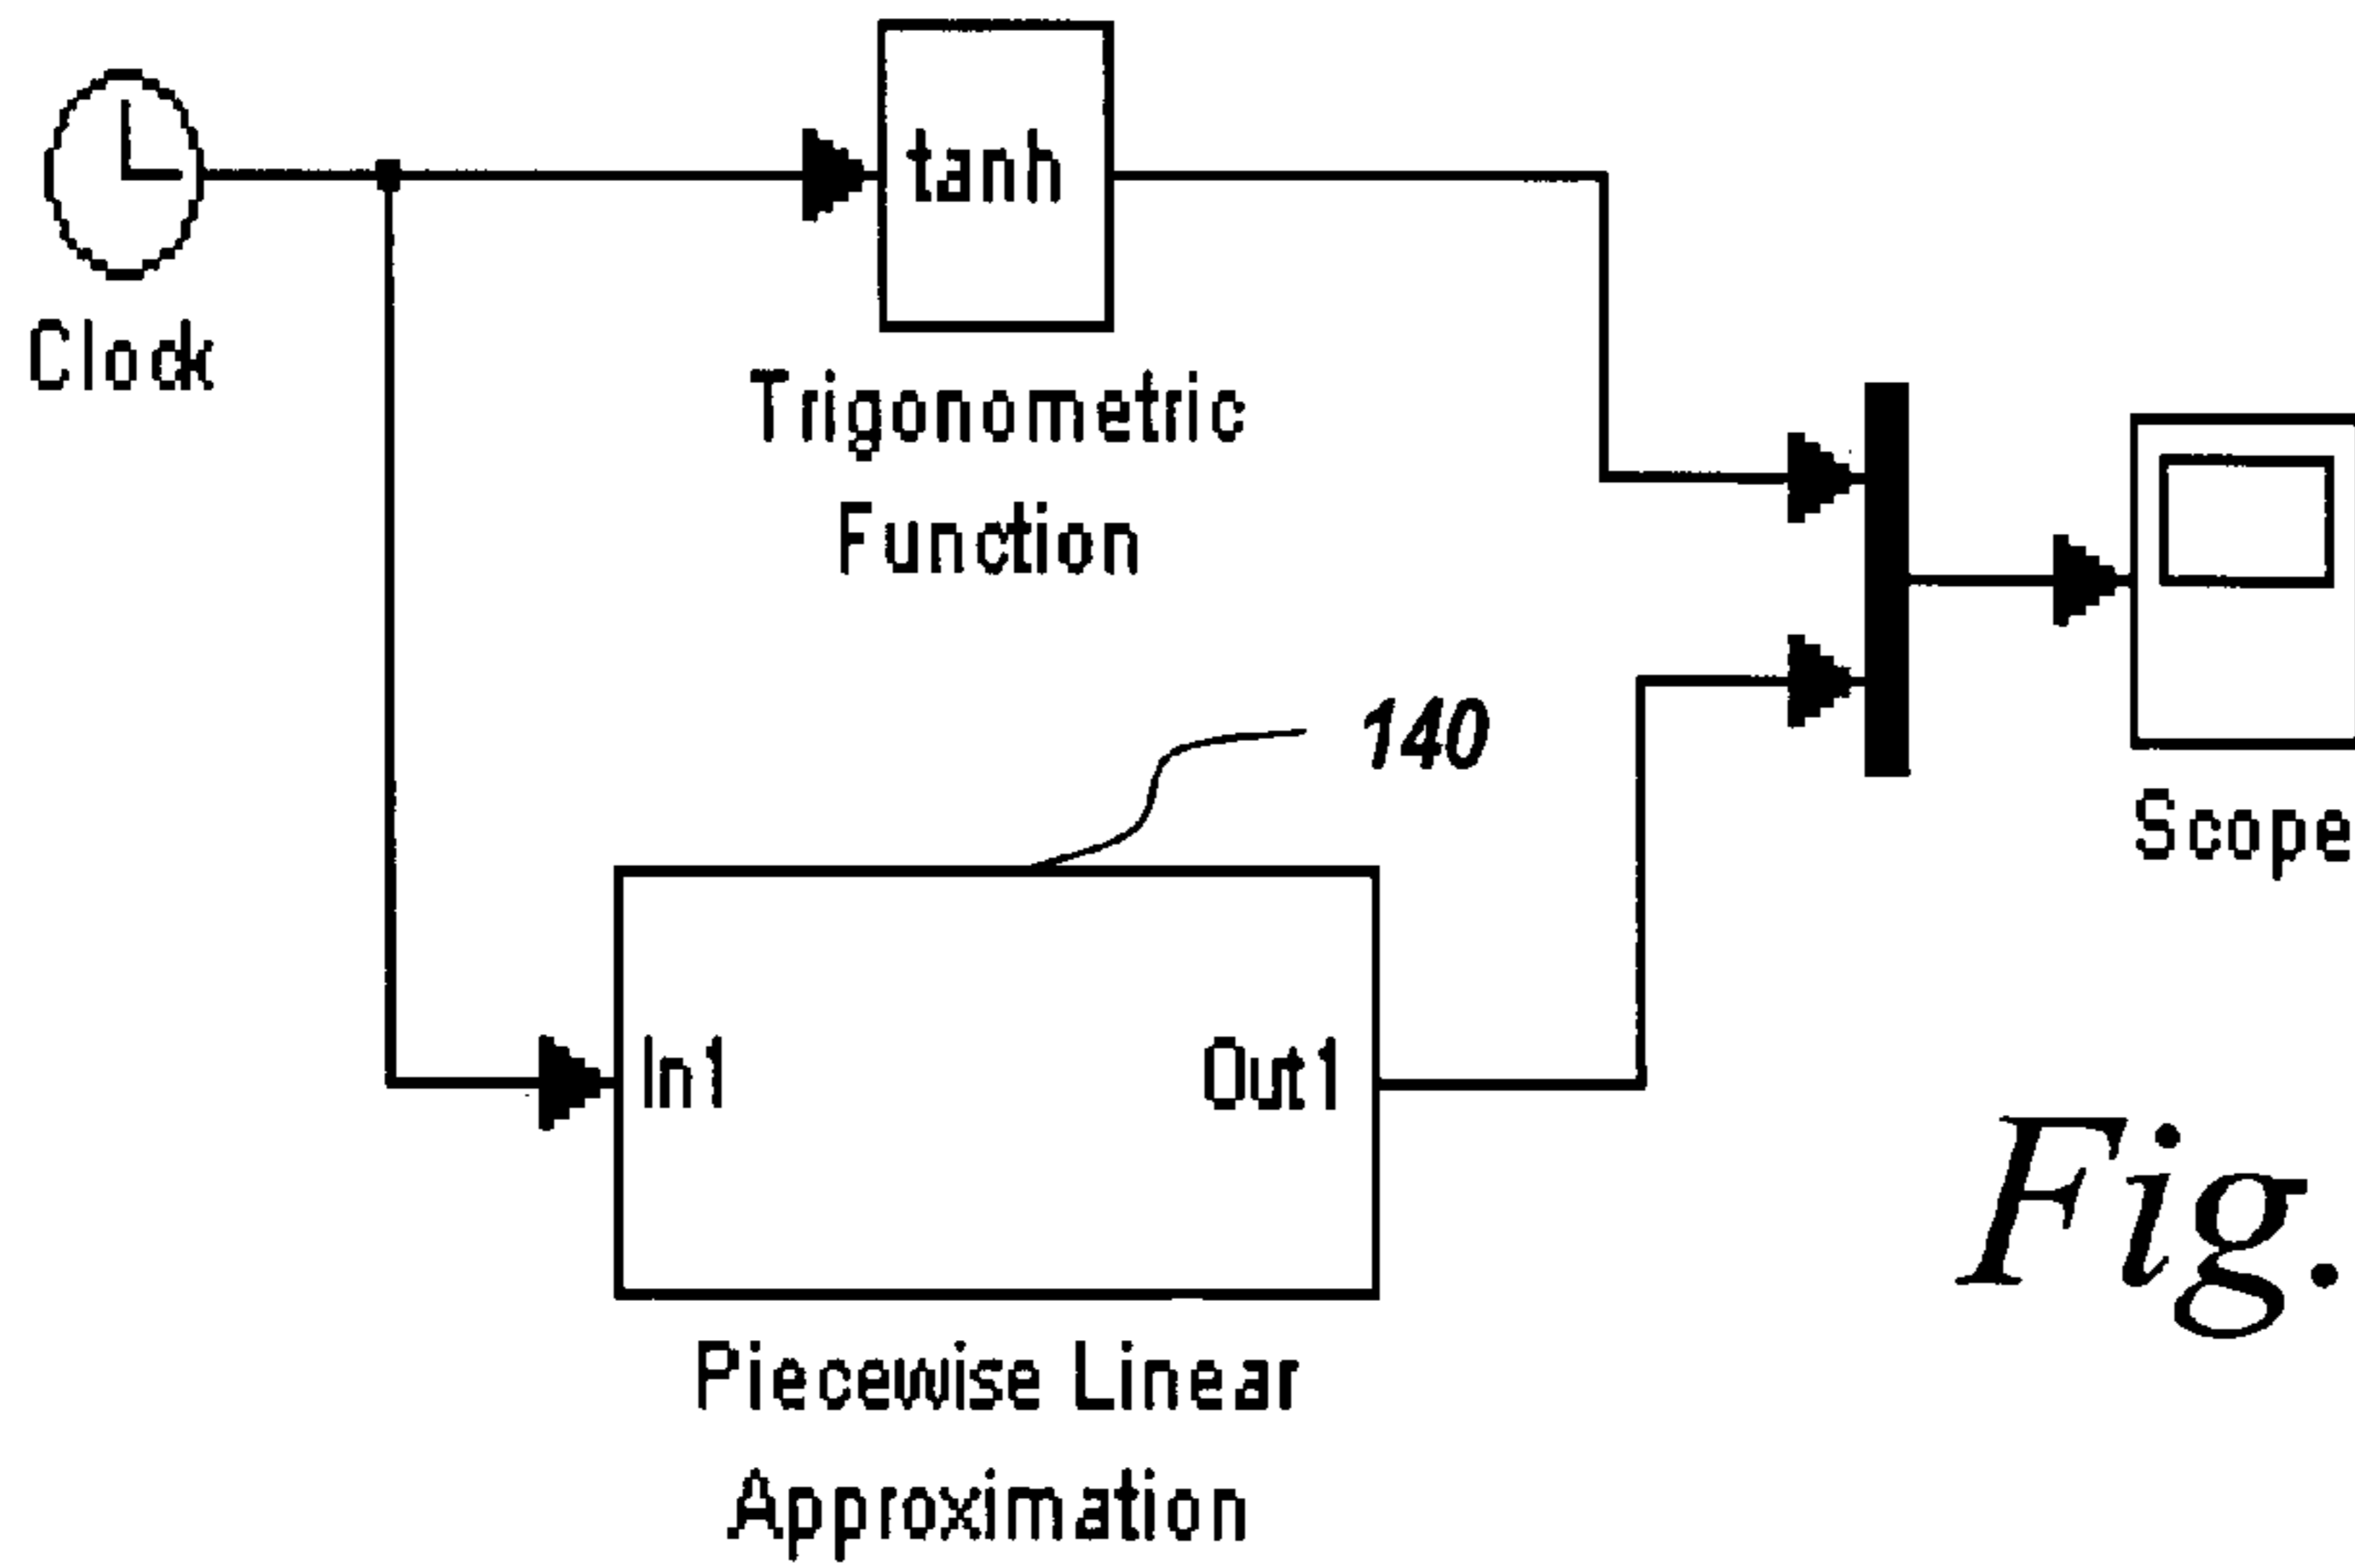 tanh
Clock
Trigonometric
Function
140
Scope
In1
Out1
Fig.
Piecewise Linear
Approximation